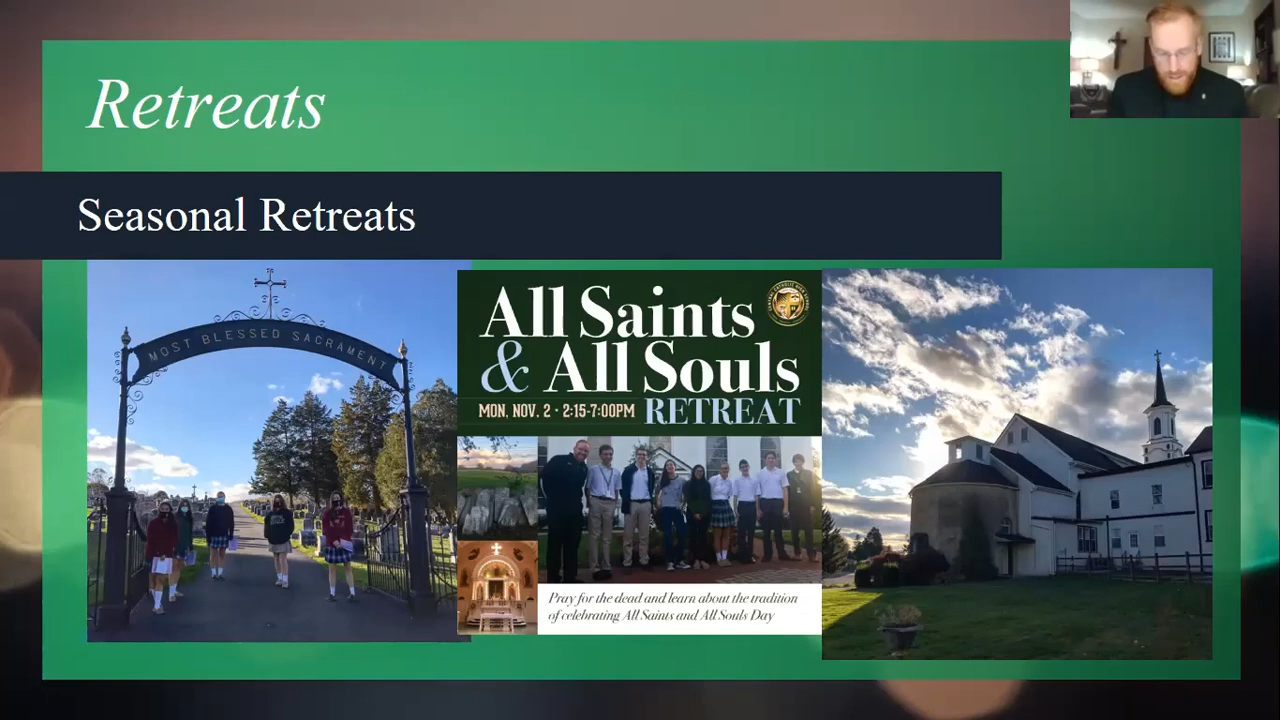 Retreats
Seasonal Retreats
MOST BLESSED SACRAMENT
All Saints
& All Souls
MON, NOV. 2 • 2:15-7:00PM RETREAT
Pray for the dead and learn about the tradition
of celebrating All Saints and All Souls Day